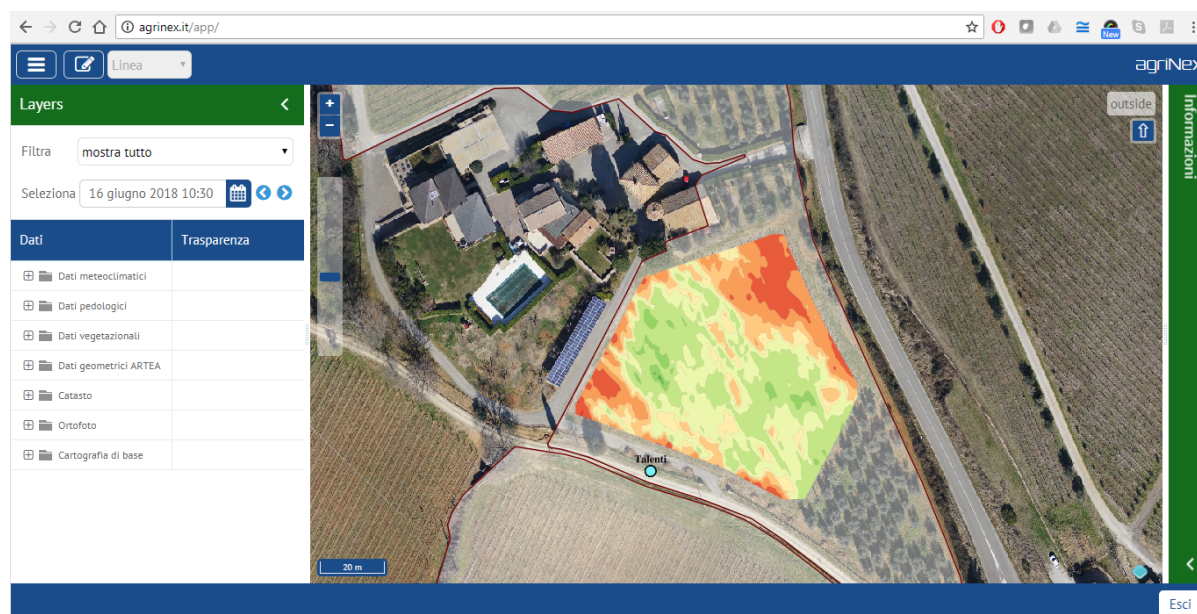 agrinex.it/app/
New
Linea
agriNex
Layers
Filtra mostra tutto
Seleziona 16 giugno 2018 10:30
Dati Trasparenza
Dati meteoclimatici
Dati pedologici
Dati vegetazionali
Dati geometrici ARTEA
Catasto
Ortofoto
Cartografia di base
+
−
outside
Informazioni
Talenti
20 m
Esci